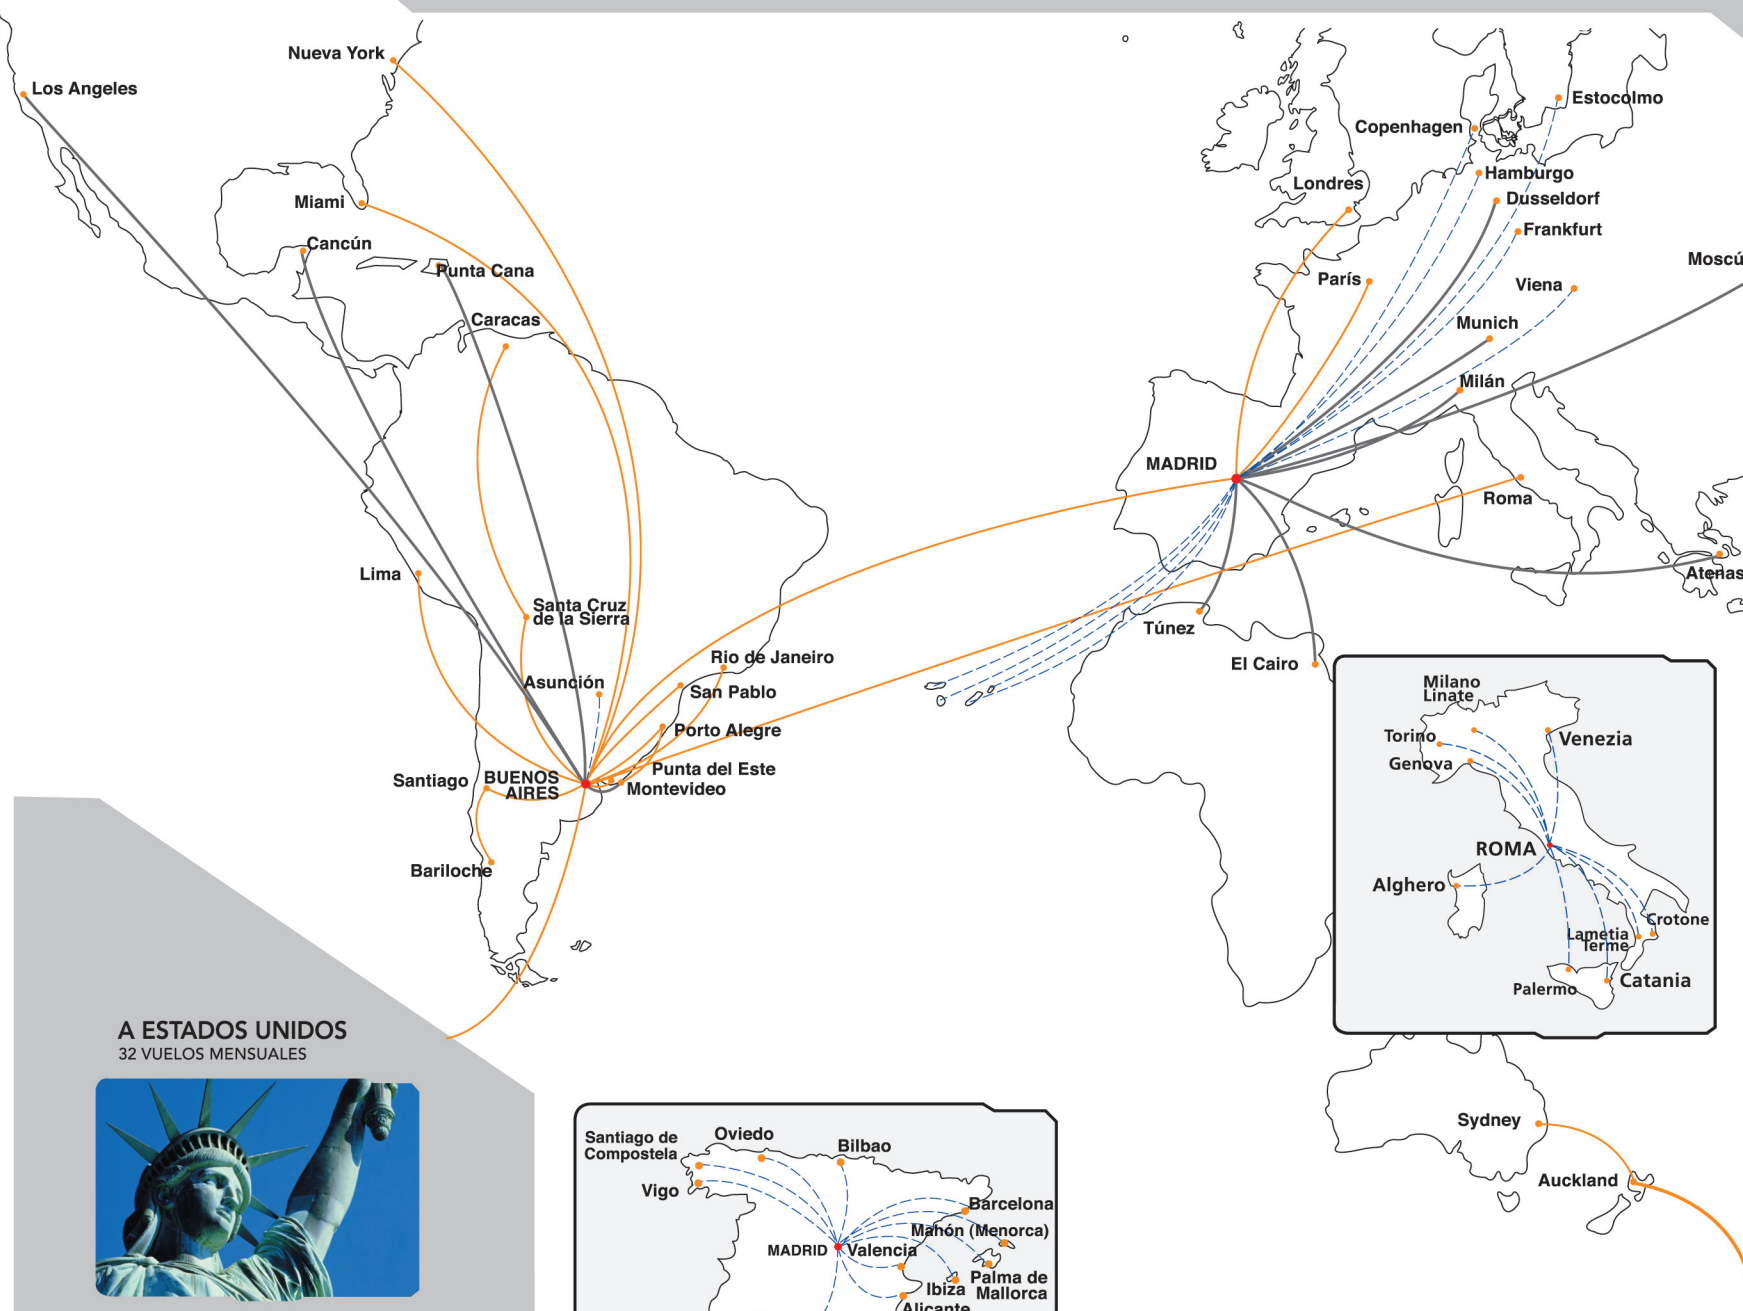 Nueva York
Los Angeles
Miami
Cancún
Punta Cana
Caracas
Lima
Santa Cruz
de la Sierra
Asunción
Rio de Janeiro
San Pablo
Porto Alegre
Punta del Este
Montevideo
Santiago
BUENOS
AIRES
Bariloche
Estocolmo
Copenhagen
Hamburgo
Londres
Dusseldorf
Frankfurt
Moscú
París
Viena
Munich
Milán
MADRID
Roma
Atenas
Túnez
El Cairo
Milano
Linate
Torino
Venezia
Genova
ROMA
Alghero
Crotone
Lametia
Terme
Palermo
Catania
Sydney
Auckland
A ESTADOS UNIDOS
32 VUELOS MENSUALES
Santiago de
Compostela
Oviedo
Bilbao
Vigo
Barcelona
Mahón (Menorca)
MADRID
Valencia
Ibiza
Palma de
Mallorca
Alicante